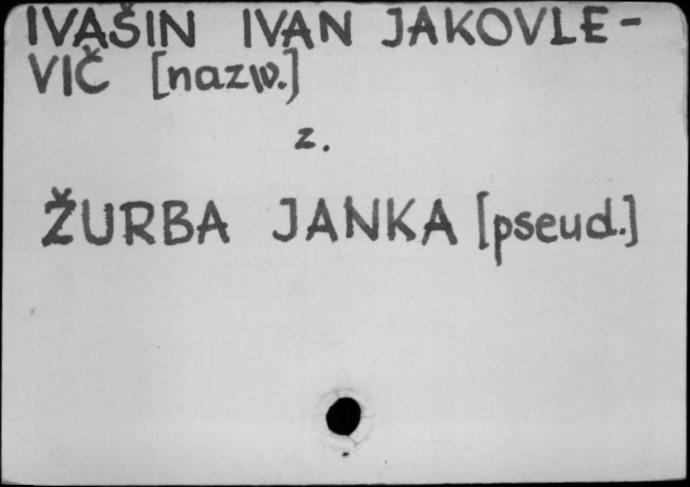 IVAŠIN IVAN JAKOVLE-
VIČ [nazw.]
z.
ŽURBA JANKA [pseud.]